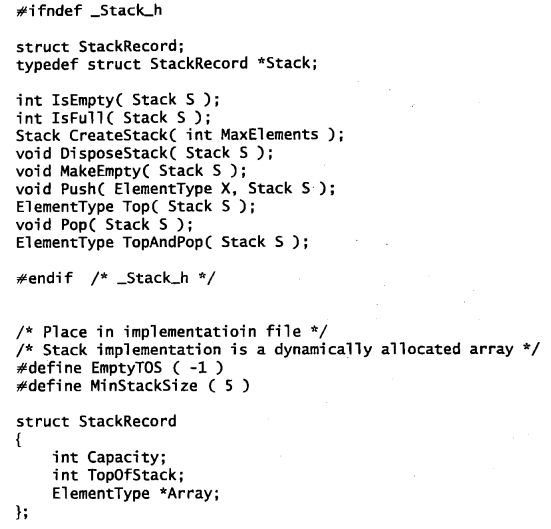 #ifndef _Stack_h
struct StackRecord;
typedef struct StackRecord *Stack;
int IsEmpty( Stack S );
int IsFull( Stack S );
Stack CreateStack( int MaxElements );
void DisposeStack( Stack S );
void MakeEmpty( Stack S );
void Push( ElementType X, Stack S );
ElementType Top( Stack S );
void Pop( Stack S );
ElementType TopAndPop( Stack S );
#endif /* _Stack_h */
/* Place in implementatioin file */
/* Stack implementation is a dynamically allocated array */
#define EmptyTOS ( -1 )
#define MinStackSize ( 5 )
struct StackRecord
{
int Capacity;
int TopOfStack;
ElementType *Array;
};